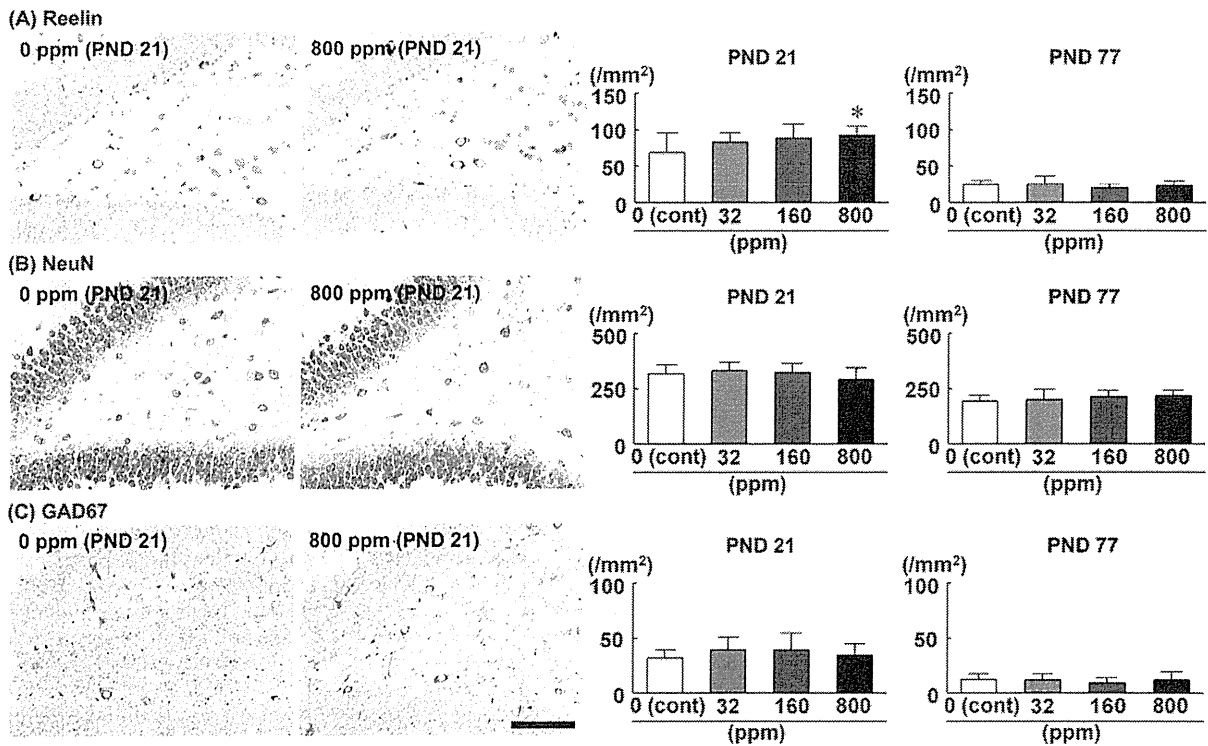 (A) Reelin
0 ppm (PND 21)
800 ppm (PND 21)
PND 21
(/mm²)
150
100
50
0
*
0 (cont) 32 160 800
(ppm)
PND 77
(/mm²)
150
100
50
0
0 (cont) 32 160 800
(ppm)
(B) NeuN
0 ppm (PND 21)
800 ppm (PND 21)
PND 21
(/mm²)
500
250
0
0 (cont) 32 160 800
(ppm)
PND 77
(/mm²)
500
250
0
0 (cont) 32 160 800
(ppm)
(C) GAD67
0 ppm (PND 21)
800 ppm (PND 21)
PND 21
(/mm²)
100
50
0
0 (cont) 32 160 800
(ppm)
PND 77
(/mm²)
100
50
0
0 (cont) 32 160 800
(ppm)